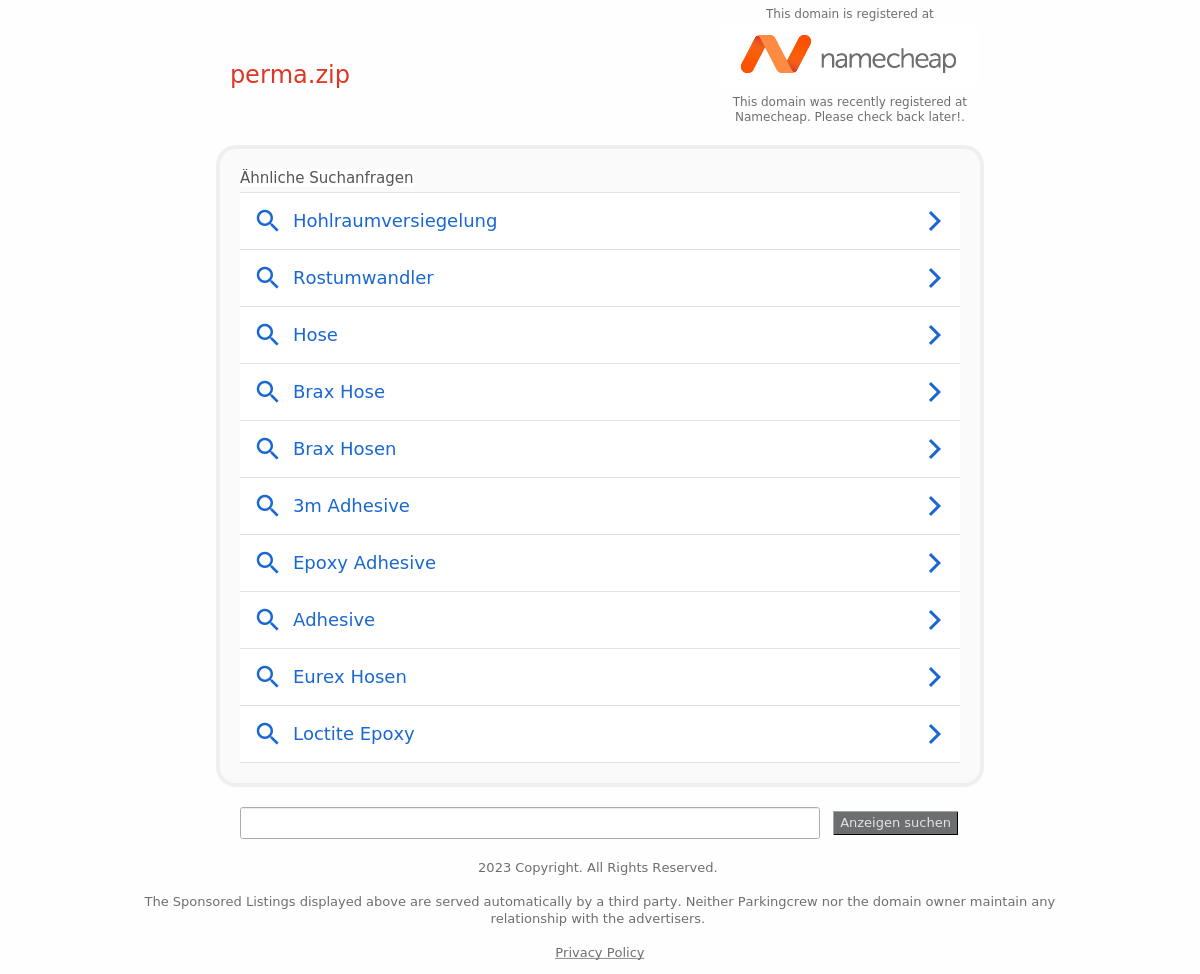 This domain is registered at
namecheap
perma.zip
This domain was recently registered at
Namecheap. Please check back later!.
Ähnliche Suchanfragen
Hohlraumversiegelung
Rostumwandler
Hose
Brax Hose
Brax Hosen
3m Adhesive
Epoxy Adhesive
Adhesive
Eurex Hosen
Loctite Epoxy
Anzeigen suchen
2023 Copyright. All Rights Reserved.
The Sponsored Listings displayed above are served automatically by a third party. Neither Parkingcrew nor the domain owner maintain any
relationship with the advertisers.
Privacy Policy